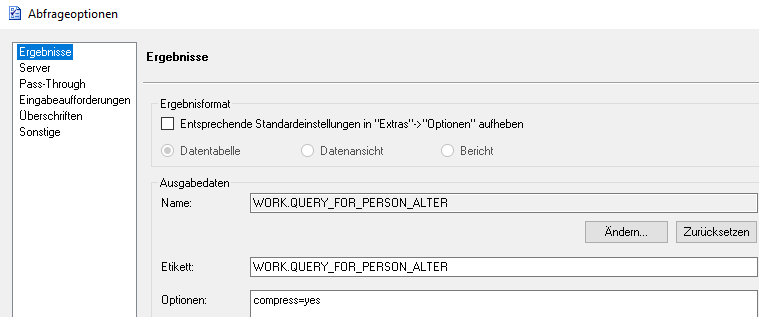 Abfrageoptionen
Ergebnisse
Server
Pass-Through
Eingabeaufforderungen
Überschriften
Sonstige
Ergebnisse
Ergebnisformat
Entsprechende Standardeinstellungen in "Extras"->"Optionen" aufheben
Datentabelle Datenansicht Bericht
Ausgabedaten
Name: WORK.QUERY_FOR_PERSON_ALTER
Ändern... Zurücksetzen
Etikett: WORK.QUERY_FOR_PERSON_ALTER
Optionen: compress=yes